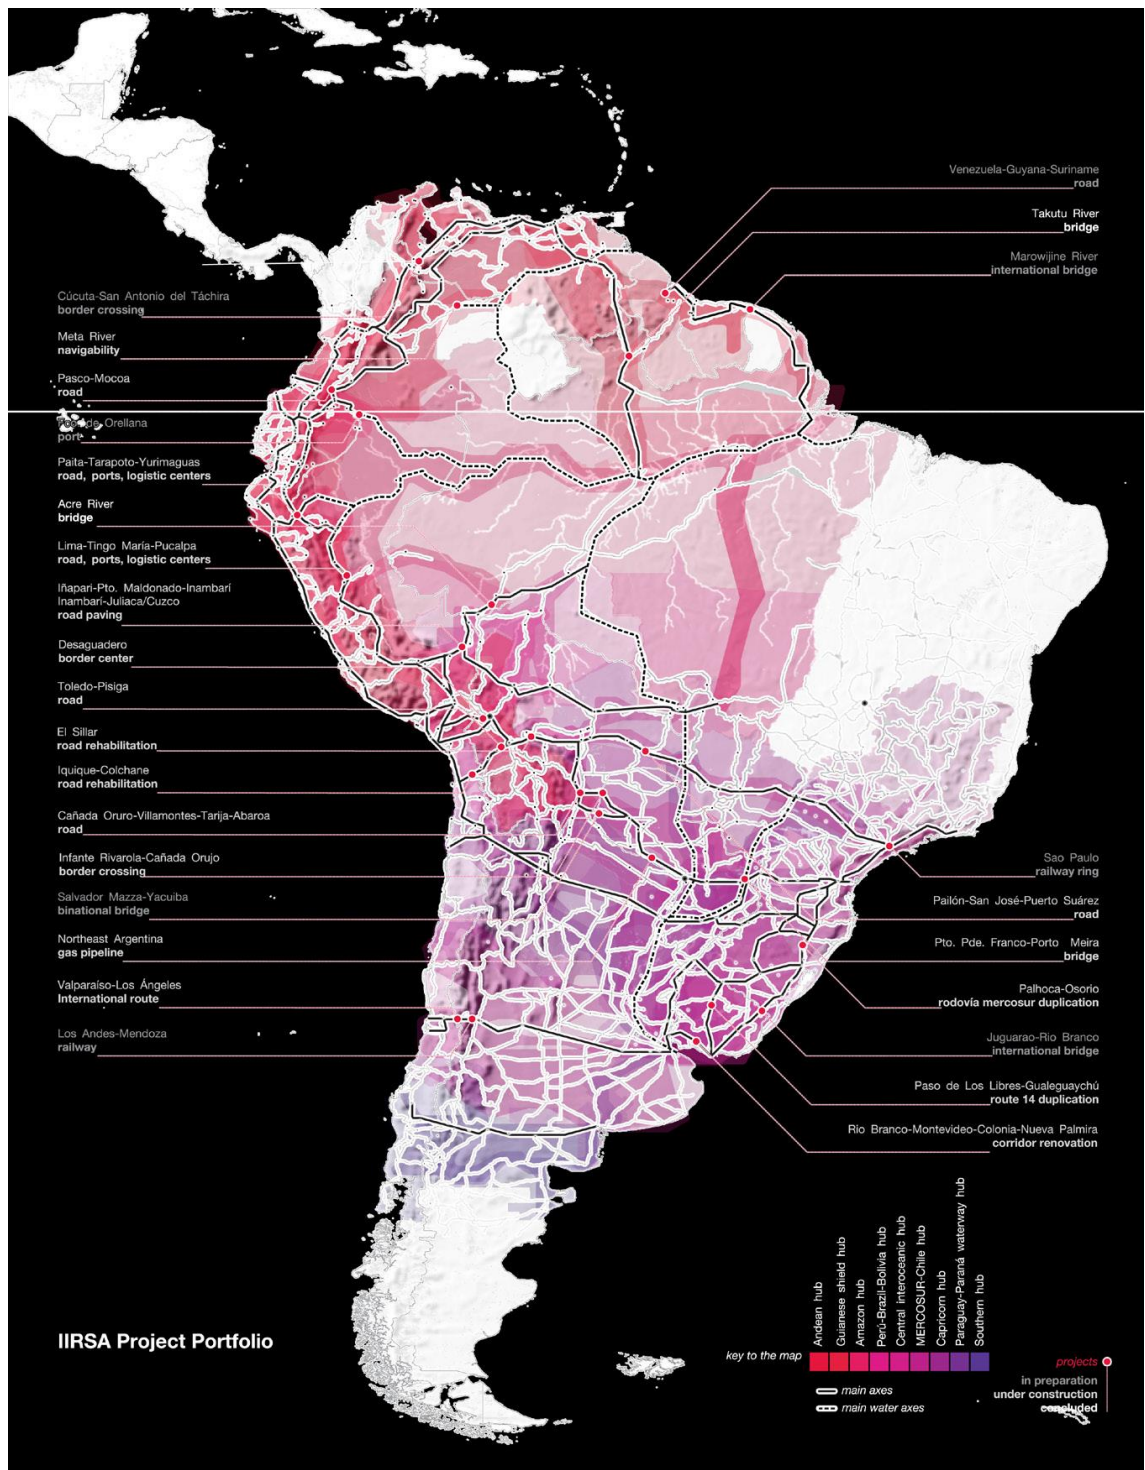 Venezuela-Guyana-Suriname
road
Takutu River
bridge
Marowijine River
international bridge
Cúcuta-San Antonio del Táchira
border crossing
Meta River
navigability
Pasco-Mocoa
road
de Orellana
port
Paita-Tarapoto-Yurimaguas
road, ports, logistic centers
Acre River
bridge
Lima-Tingo María-Pucalpa
road, ports, logistic centers
Iñapari-Pto. Maldonado-Inambarí
Inambarí-Juliaca/Cuzco
road paving
Desaguadero
border center
Toledo-Pisiga
road
El Sillar
road rehabilitation
Iquique-Colchane
road rehabilitation
Cañada Oruro-Villamontes-Tarija-Abaroa
road
Infante Rivarola-Cañada Orujo
border crossing
Salvador Mazza-Yacuiba
binational bridge
Northeast Argentina
gas pipeline
Valparaíso-Los Ángeles
International route
Los Andes-Mendoza
railway
Sao Paulo
railway ring
Pailón-San José-Puerto Suárez
road
Pto. Pde. Franco-Porto Meira
bridge
Palhoca-Osorio
rodovía mercosur duplication
Juguarao-Rio Branco
international bridge
Paso de Los Libres-Gualeguaychú
route 14 duplication
Rio Branco-Montevideo-Colonia-Nueva Palmira
corridor renovation
IIRSA Project Portfolio
key to the map
Andean hub
Guianese shield hub
Amazon hub
Perú-Brazil-Bolivia hub
Central interoceanic hub
MERCOSUR-Chile hub
Capricorn hub
Paraguay-Paraná waterway hub
Southern hub
main axes
main water axes
projects
in preparation
under construction
concluded